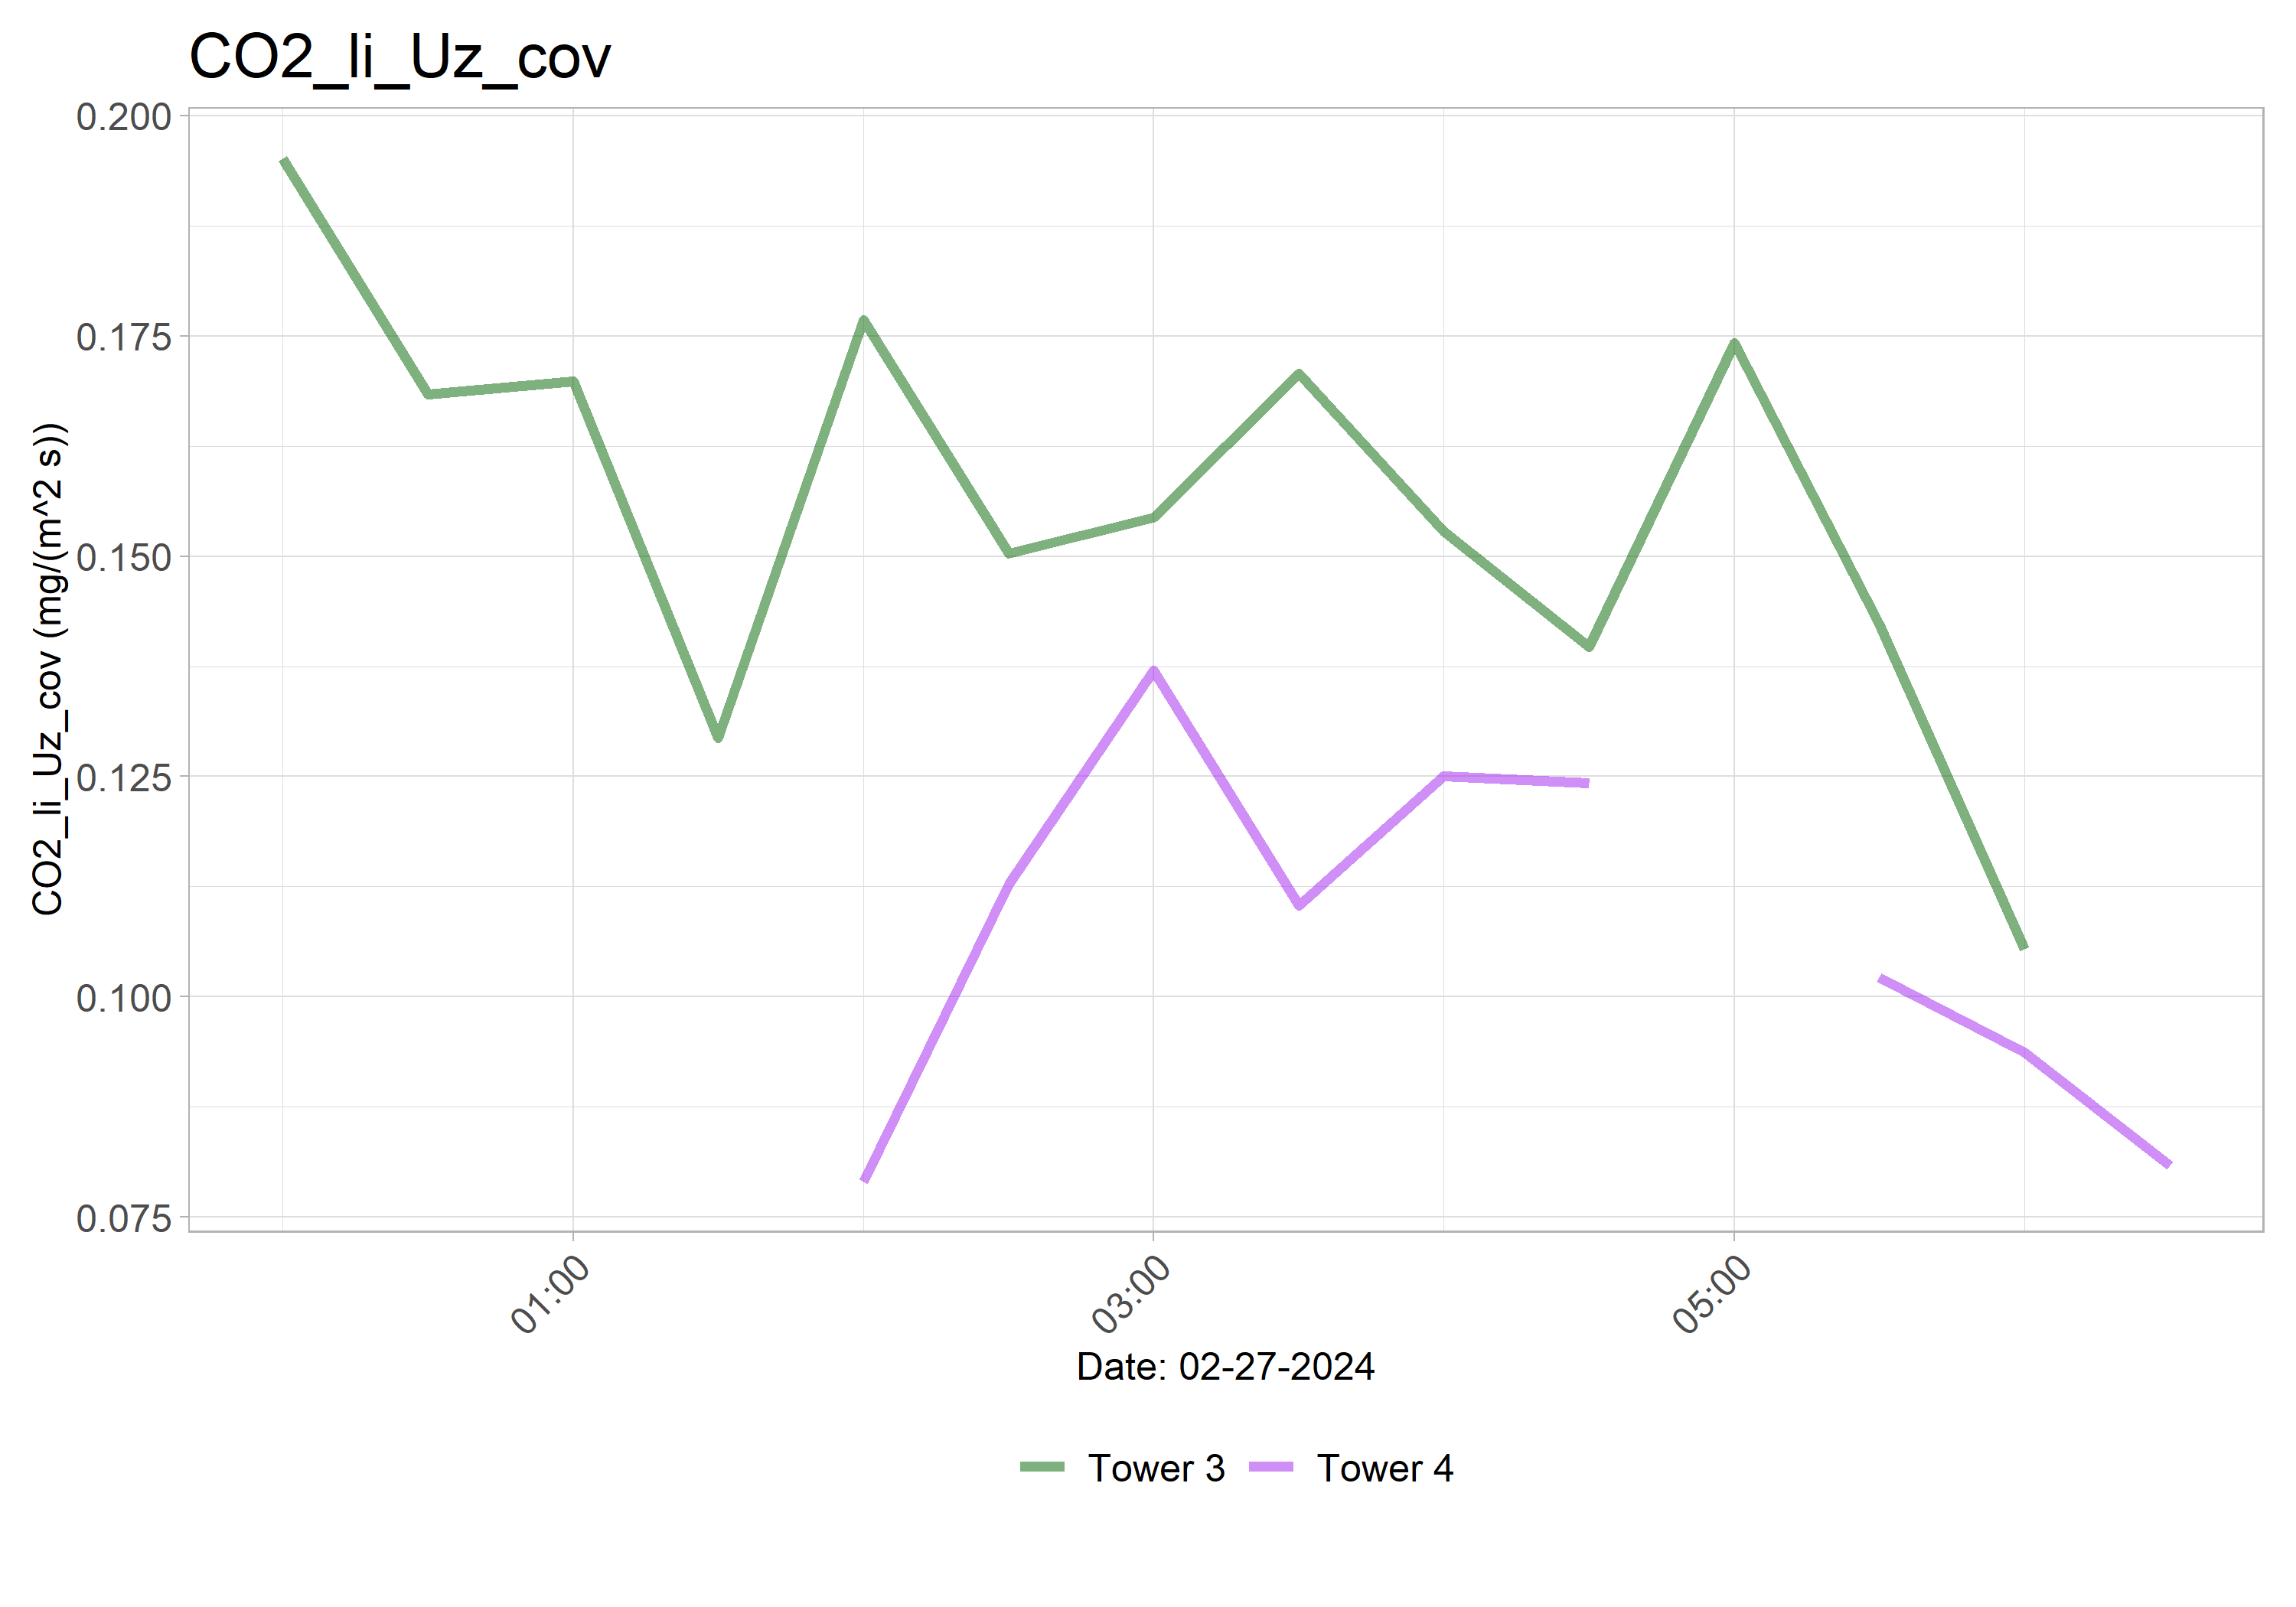 CO2_li_Uz_cov
CO2_li_Uz_cov (mg/(m^2 s))
0.200
0.175
0.150
0.125
0.100
0.075
01:00
03:00
05:00
Date: 02-27-2024
Tower 3
Tower 4